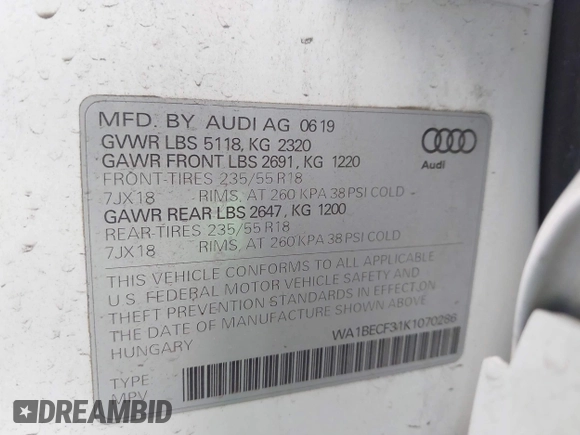 MFD. BY AUDI AG 06 19
GVWR LBS 5118, KG 2320
GAWR FRONT LBS 2691, KG 1220
FRONT-TIRES 235/55 R18
7JX18 RIMS, AT 260 KPA 38 PSI COLD
GAWR REAR LBS 2647, KG 1200
REAR-TIRES 235/55 R18
7JX18 RIMS, AT 260 KPA 38 PSI COLD
Audi
THIS VEHICLE CONFORMS TO ALL APPLICABLE
U.S. FEDERAL MOTOR VEHICLE SAFETY AND
THEFT PREVENTION STANDARDS IN EFFECT ON
THE DATE OF MANUFACTURE SHOWN ABOVE.
HUNGARY
WA1BECF31K1070286
TYPE
MPV
DREAMBID